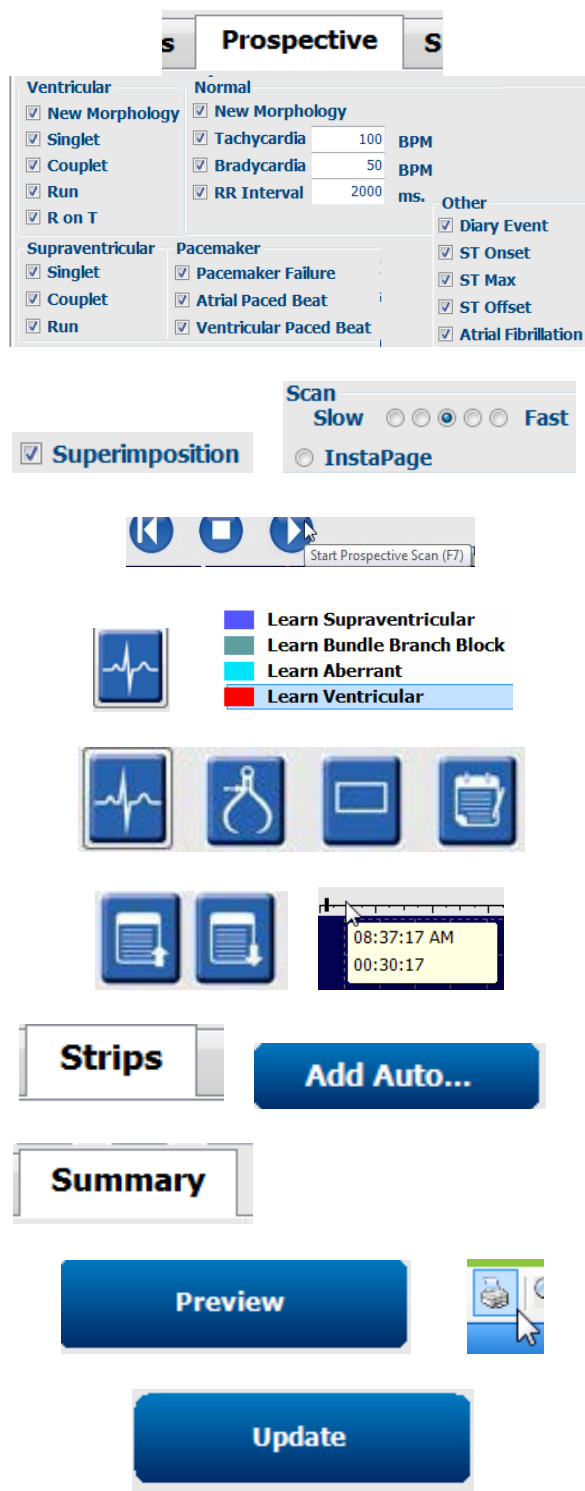 s Prospective S
Ventricular
New Morphology
Singlet
Couplet
Run
R on T
Normal
New Morphology
Tachycardia 100 BPM
Bradycardia 50 BPM
RR Interval 2000 ms.
Other
Diary Event
ST Onset
ST Max
ST Offset
Atrial Fibrillation
Supraventricular
Singlet
Couplet
Run
Pacemaker
Pacemaker Failure
Atrial Paced Beat
Ventricular Paced Beat
Superimposition
Scan
Slow Fast
InstaPage
Start Prospective Scan (F7)
Learn Supraventricular
Learn Bundle Branch Block
Learn Aberrant
Learn Ventricular
08:37:17 AM
00:30:17
Strips
Add Auto...
Summary
Preview
Update